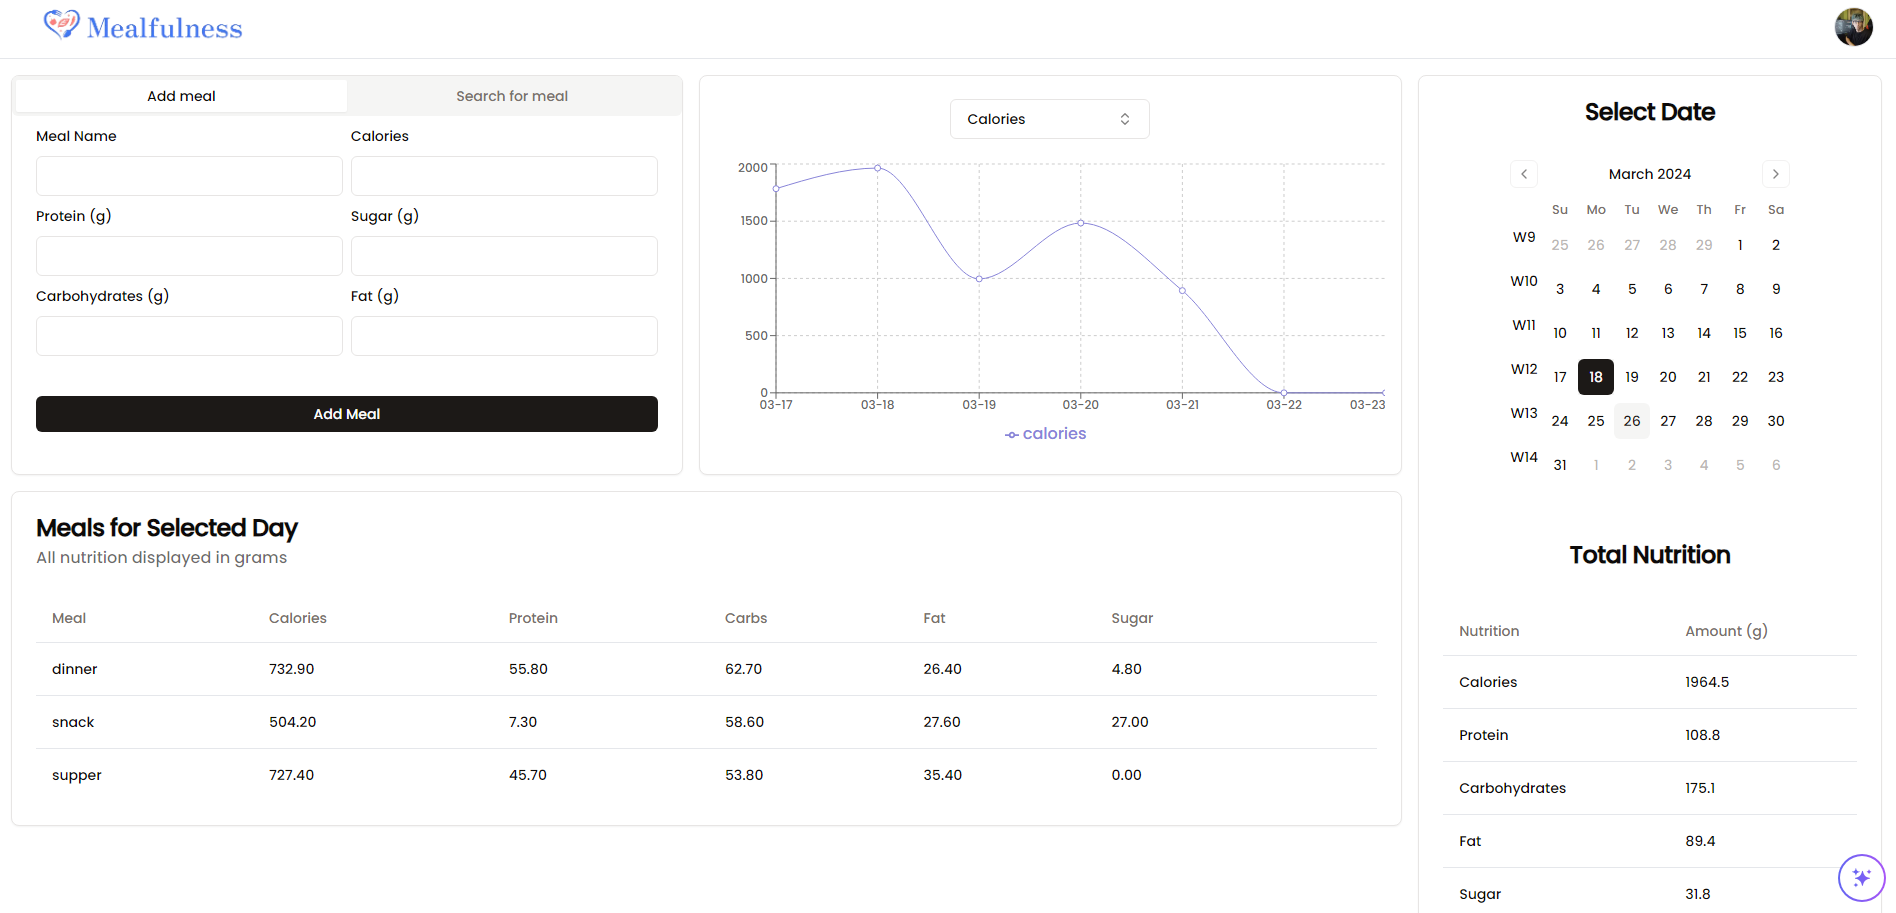 Mealfulness
Add meal
Search for meal
Meal Name
Calories
Protein (g)
Sugar (g)
Carbohydrates (g)
Fat (g)
Add Meal
Calories
2000
1500
1000
500
0
03-17 03-18 03-19 03-20 03-21 03-22 03-23
calories
Meals for Selected Day
All nutrition displayed in grams
Meal Calories Protein Carbs Fat Sugar
dinner 732.90 55.80 62.70 26.40 4.80
snack 504.20 7.30 58.60 27.60 27.00
supper 727.40 45.70 53.80 35.40 0.00
Select Date
March 2024
Su Mo Tu We Th Fr Sa
W9 25 26 27 28 29 1 2
W10 3 4 5 6 7 8 9
W11 10 11 12 13 14 15 16
W12 17 18 19 20 21 22 23
W13 24 25 26 27 28 29 30
W14 31 1 2 3 4 5 6
Total Nutrition
Nutrition Amount (g)
Calories 1964.5
Protein 108.8
Carbohydrates 175.1
Fat 89.4
Sugar 31.8